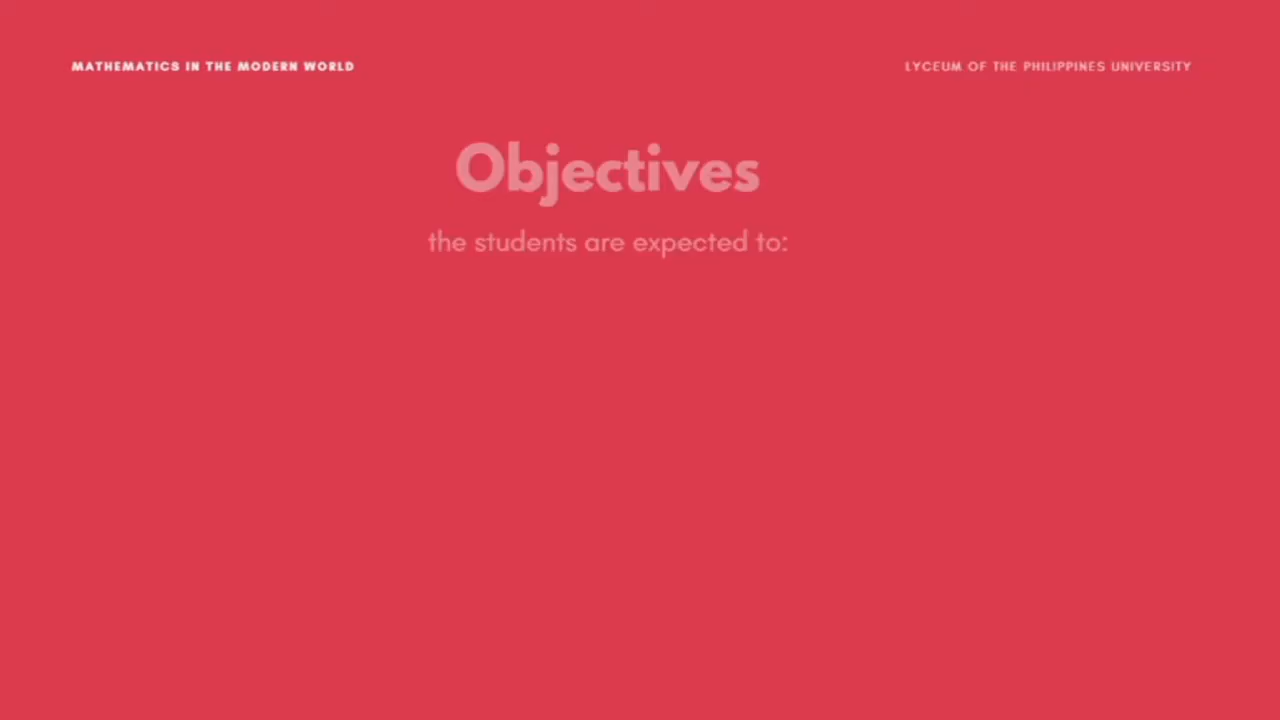 MATHEMATICS IN THE MODERN WORLD
LYCEUM OF THE PHILIPPINES UNIVERSITY
Objectives
the students are expected to: